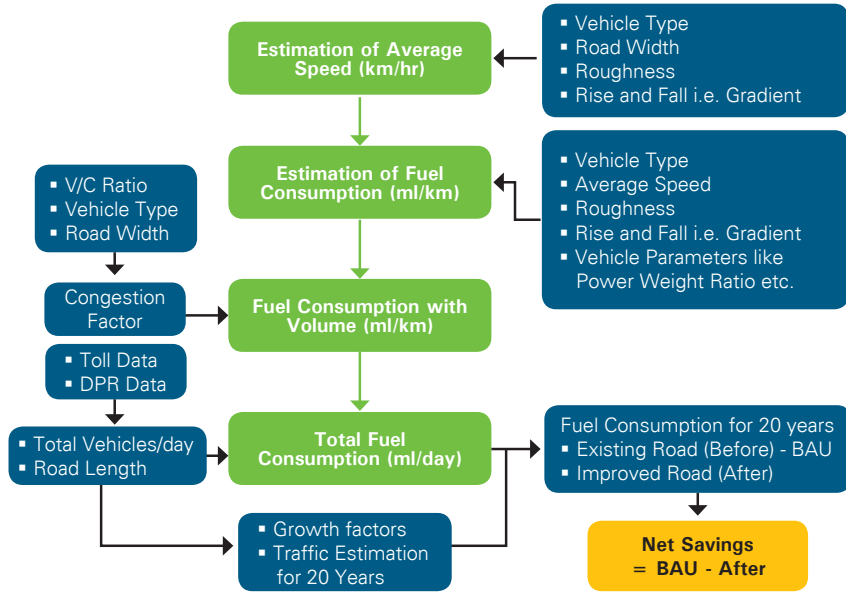 Estimation of Average
Speed (km/hr)
▪ Vehicle Type
▪ Road Width
▪ Roughness
▪ Rise and Fall i.e. Gradient
Estimation of Fuel
Consumption (ml/km)
▪ Vehicle Type
▪ Average Speed
▪ Roughness
▪ Rise and Fall i.e. Gradient
▪ Vehicle Parameters like
Power Weight Ratio etc.
▪ V/C Ratio
▪ Vehicle Type
▪ Road Width
Congestion
Factor
Fuel Consumption with
Volume (ml/km)
▪ Toll Data
▪ DPR Data
▪ Total Vehicles/day
▪ Road Length
Total Fuel
Consumption (ml/day)
Fuel Consumption for 20 years
▪ Existing Road (Before) - BAU
▪ Improved Road (After)
▪ Growth factors
▪ Traffic Estimation
for 20 Years
Net Savings
= BAU - After